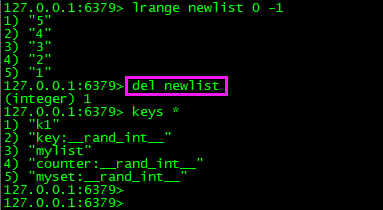 127.0.0.1:6379> lrange newlist 0 -1
1) "5"
2) "4"
3) "3"
4) "2"
5) "1"
127.0.0.1:6379> del newlist
(integer) 1
127.0.0.1:6379> keys *
1) "k1"
2) "key:__rand_int__"
3) "mylist"
4) "counter:__rand_int__"
5) "myset:__rand_int__"
127.0.0.1:6379>
127.0.0.1:6379>